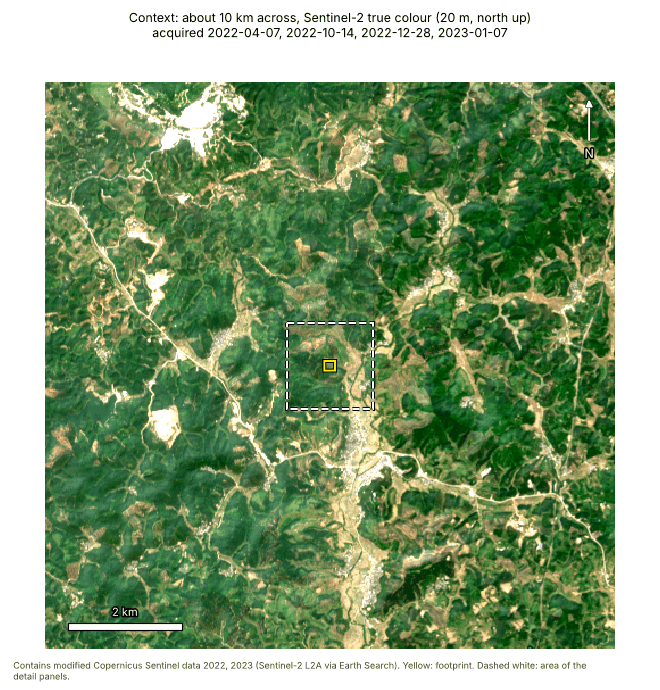 Context: about 10 km across, Sentinel-2 true colour (20 m, north up)
acquired 2022-04-07, 2022-10-14, 2022-12-28, 2023-01-07
N
2 km
Contains modified Copernicus Sentinel data 2022, 2023 (Sentinel-2 L2A via Earth Search). Yellow: footprint. Dashed white: area of the
detail panels.